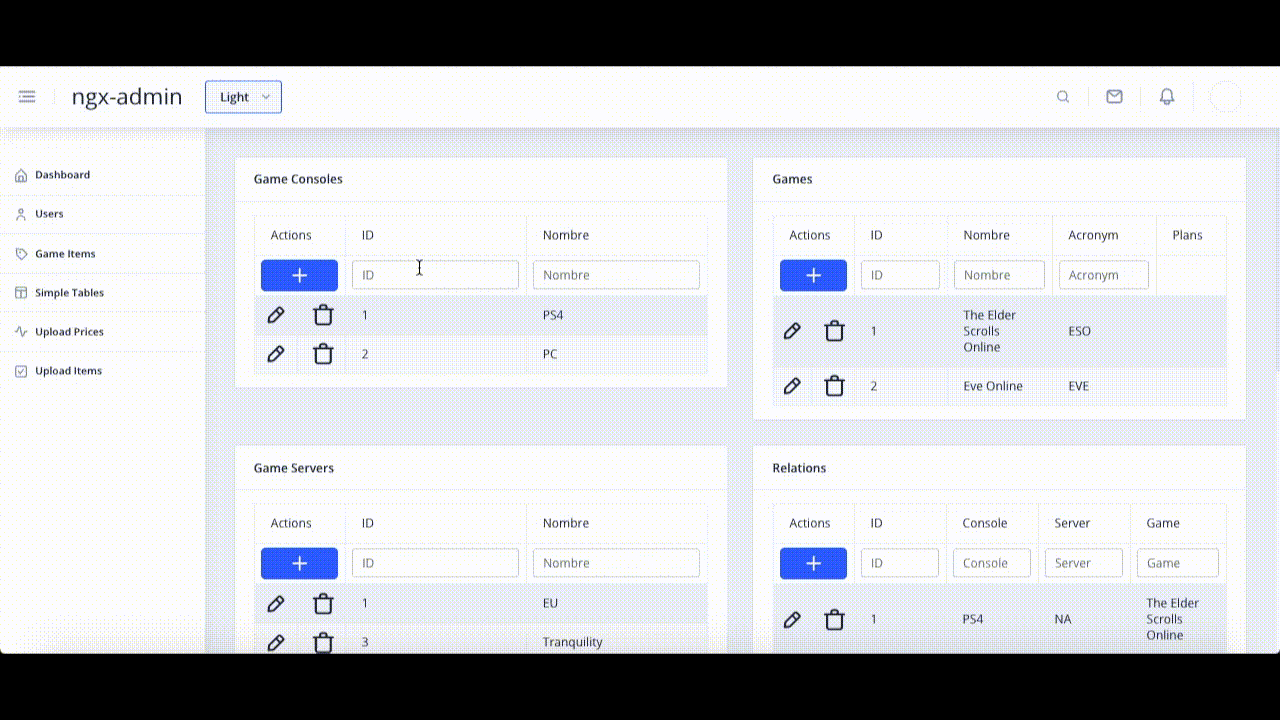 ngx-admin
Light
Dashboard
Users
Game Items
Simple Tables
Upload Prices
Upload Items
Game Consoles
Actions ID Nombre
ID Nombre
1 PS4
2 PC
Games
Actions ID Nombre Acronym Plans
ID Nombre Acronym
1 The Elder Scrolls Online ESO
2 Eve Online EVE
Game Servers
Actions ID Nombre
ID Nombre
1 EU
3 Tranquility
Relations
Actions ID Console Server Game
ID Console Server Game
1 PS4 NA The Elder Scrolls Online